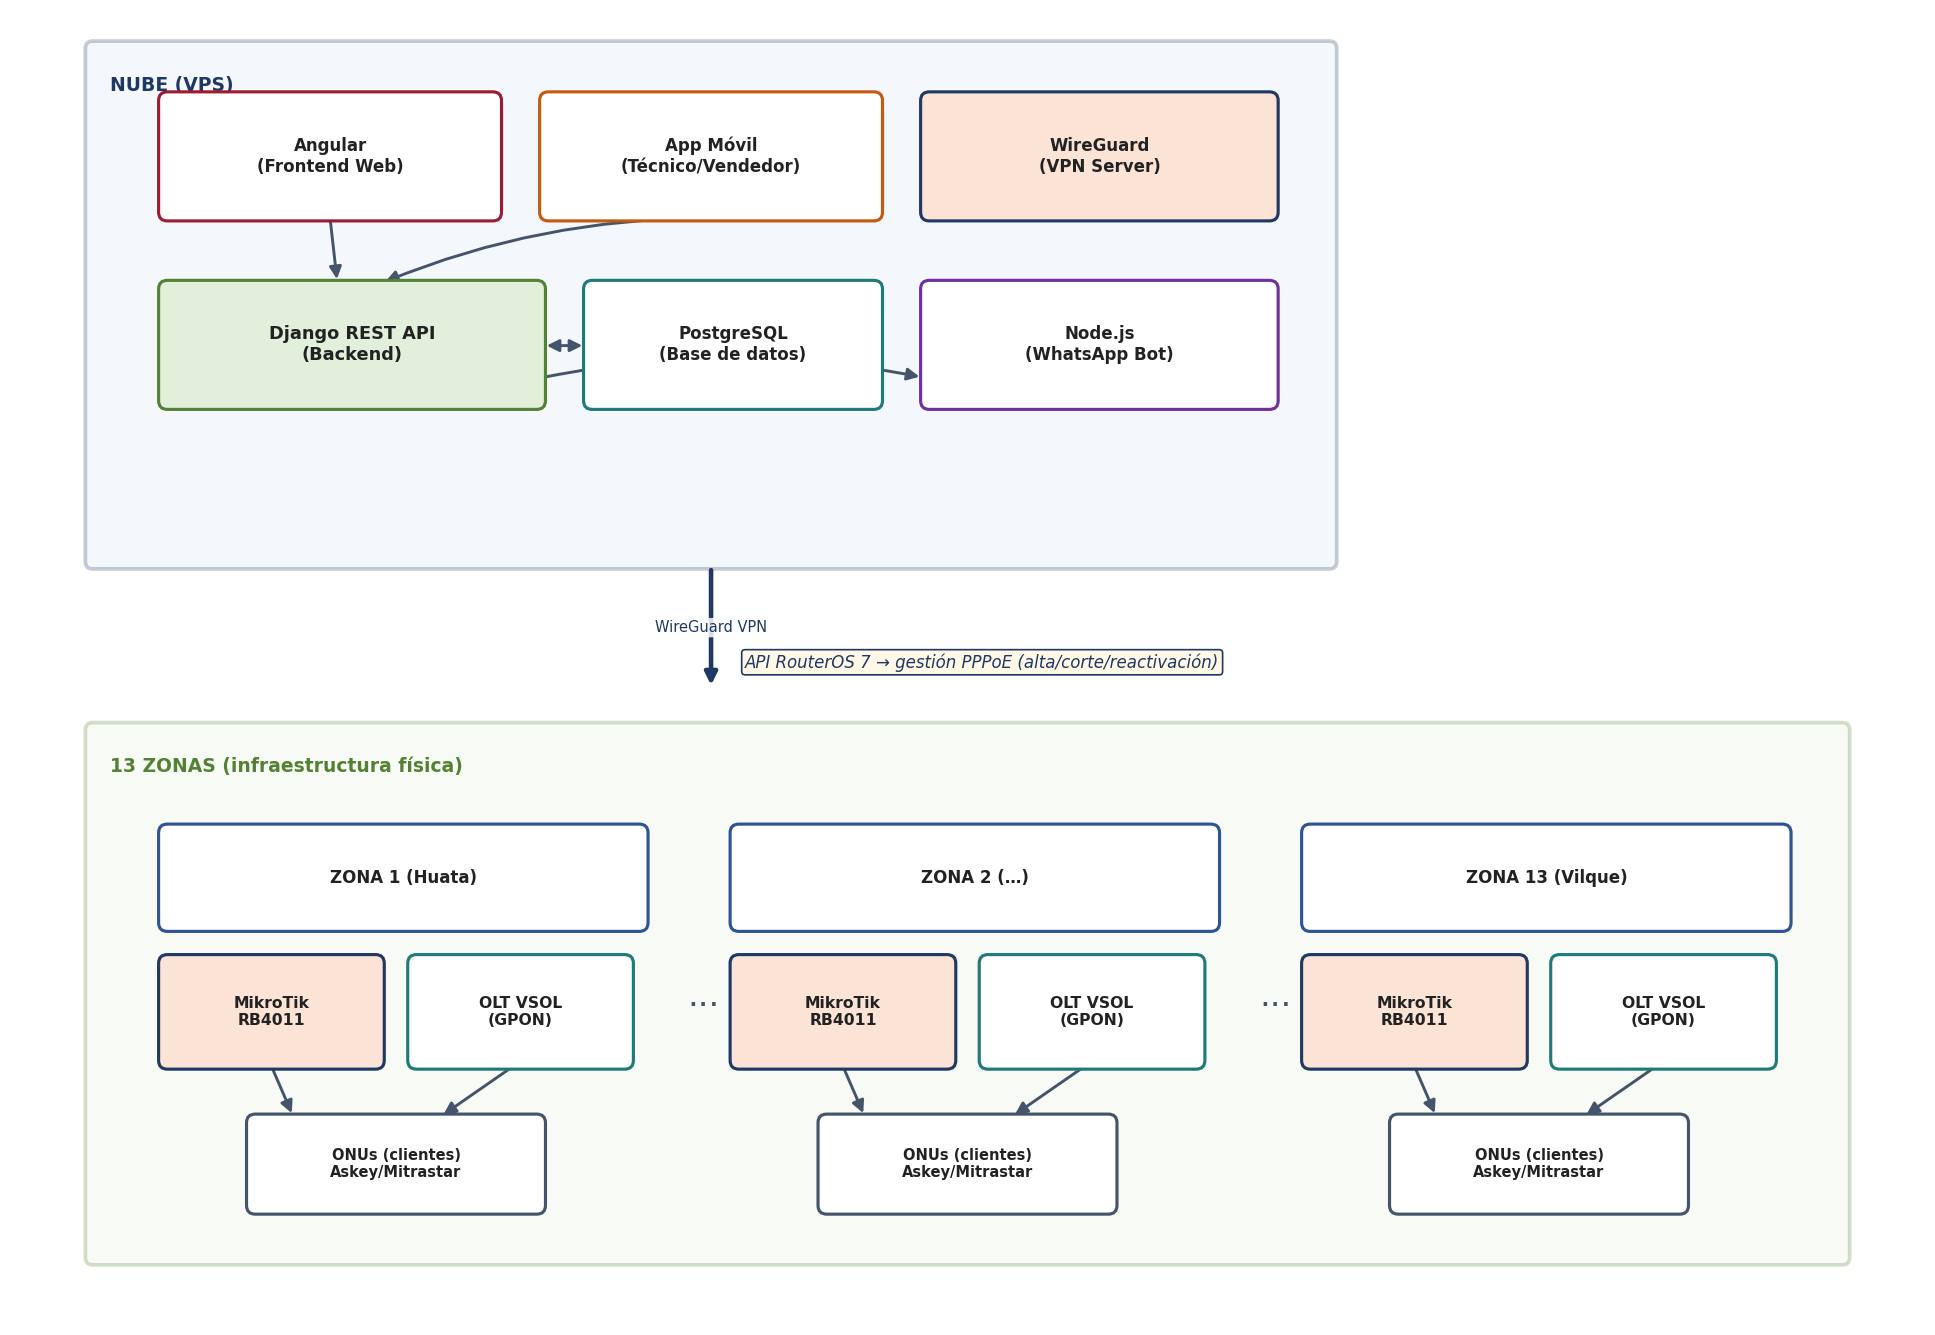 NUBE (VPS)
Angular
(Frontend Web)
App Móvil
(Técnico/Vendedor)
WireGuard
(VPN Server)
Django REST API
(Backend)
PostgreSQL
(Base de datos)
Node.js
(WhatsApp Bot)
WireGuard VPN
API RouterOS 7 → gestión PPPoE (alta/corte/reactivación)
13 ZONAS (infraestructura física)
ZONA 1 (Huata)
ZONA 2 (...)
ZONA 13 (Vilque)
MikroTik
RB4011
OLT VSOL
(GPON)
...
MikroTik
RB4011
OLT VSOL
(GPON)
...
MikroTik
RB4011
OLT VSOL
(GPON)
ONUs (clientes)
Askey/Mitrastar
ONUs (clientes)
Askey/Mitrastar
ONUs (clientes)
Askey/Mitrastar